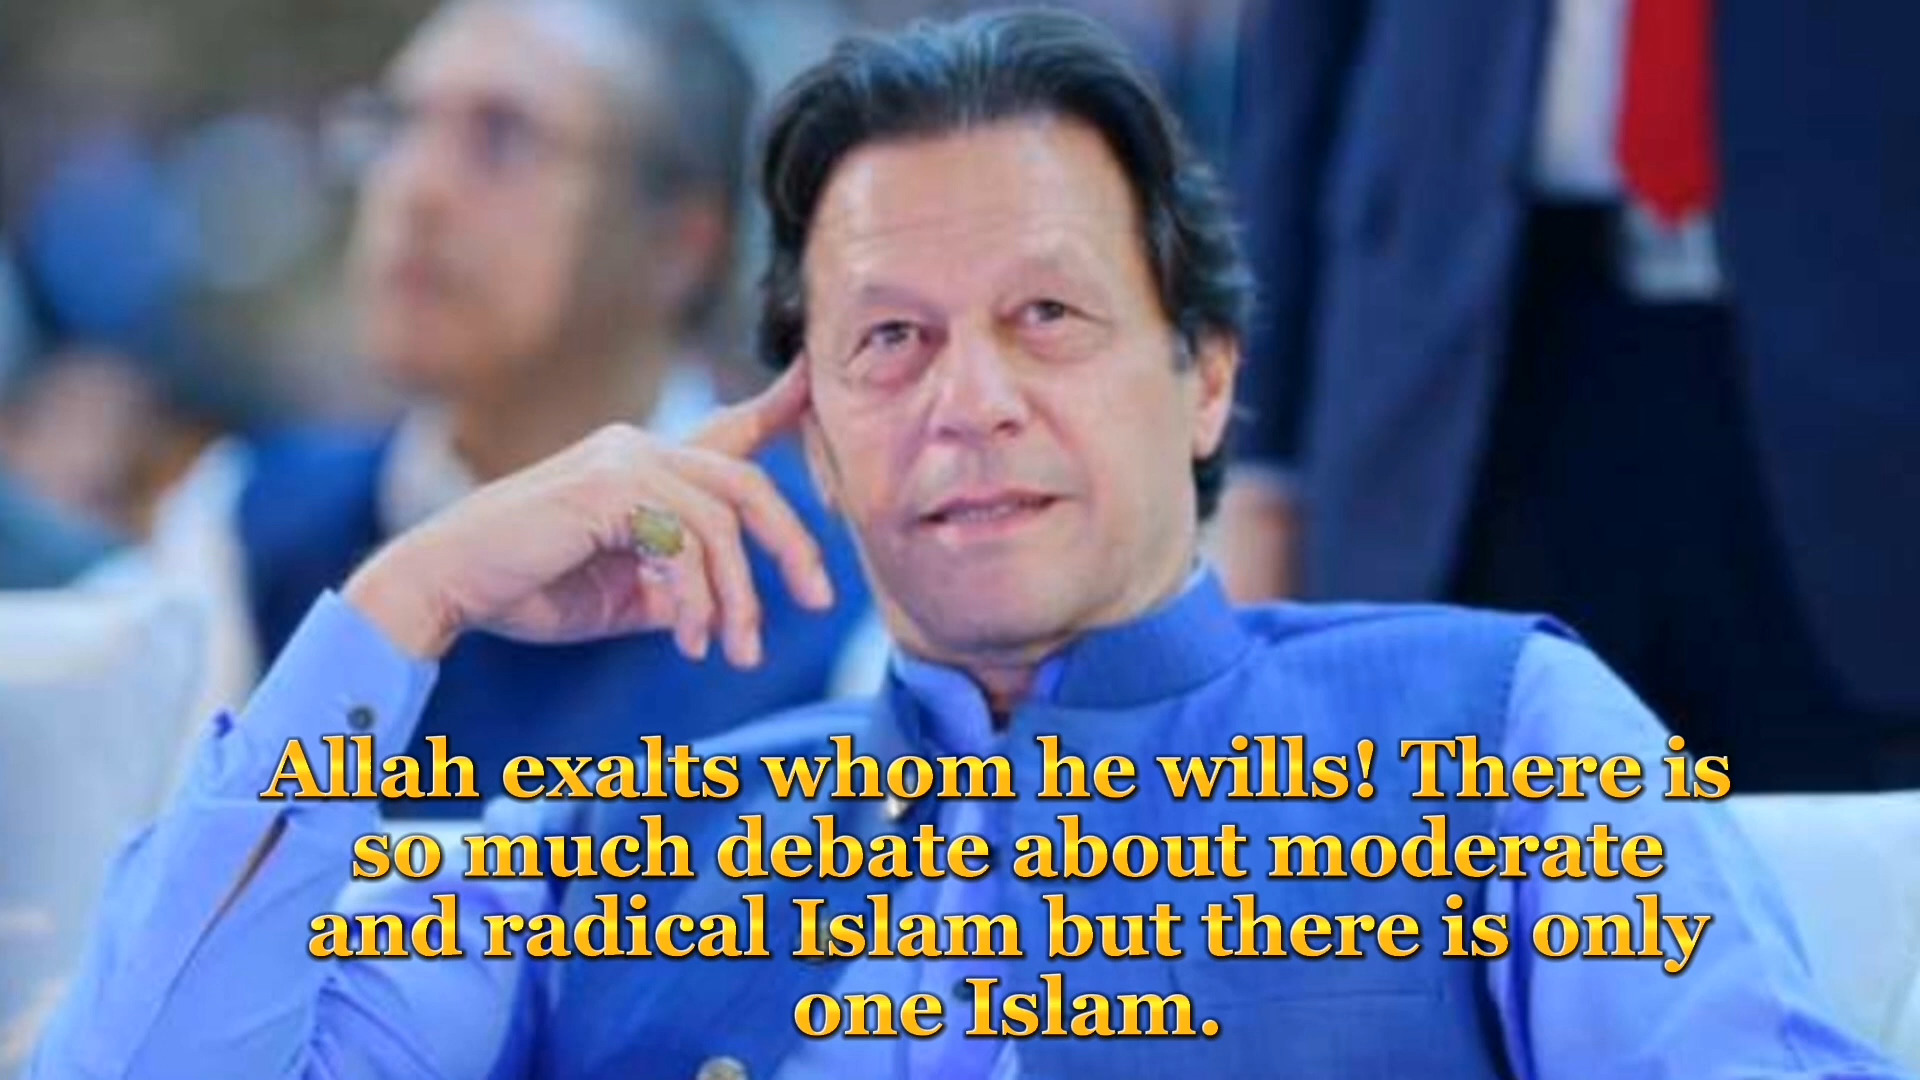 Allah exalts whom he wills! There is
so much debate about moderate
and radical Islam but there is only
one Islam.